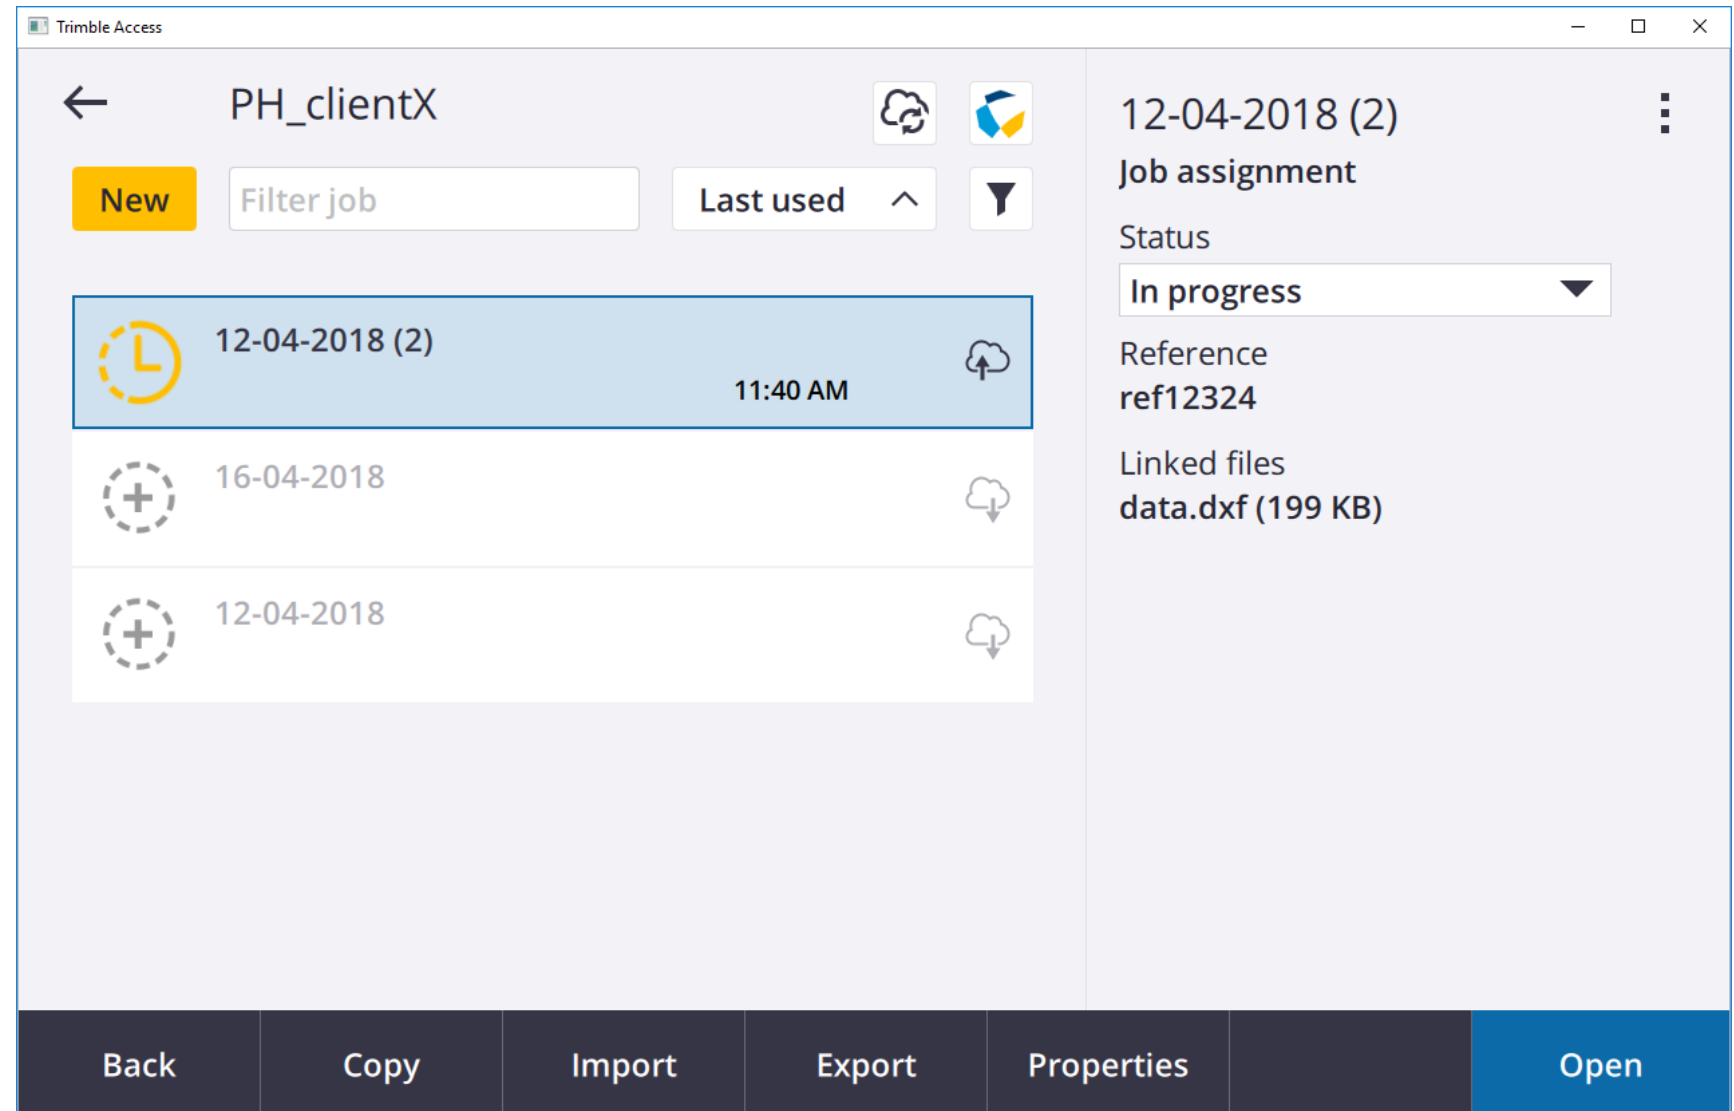 Trimble Access
PH_clientX
New
Filter job
Last used
12-04-2018 (2)
11:40 AM
16-04-2018
12-04-2018
12-04-2018 (2)
Job assignment
Status
In progress
Reference
ref12324
Linked files
data.dxf (199 KB)
Back
Copy
Import
Export
Properties
Open